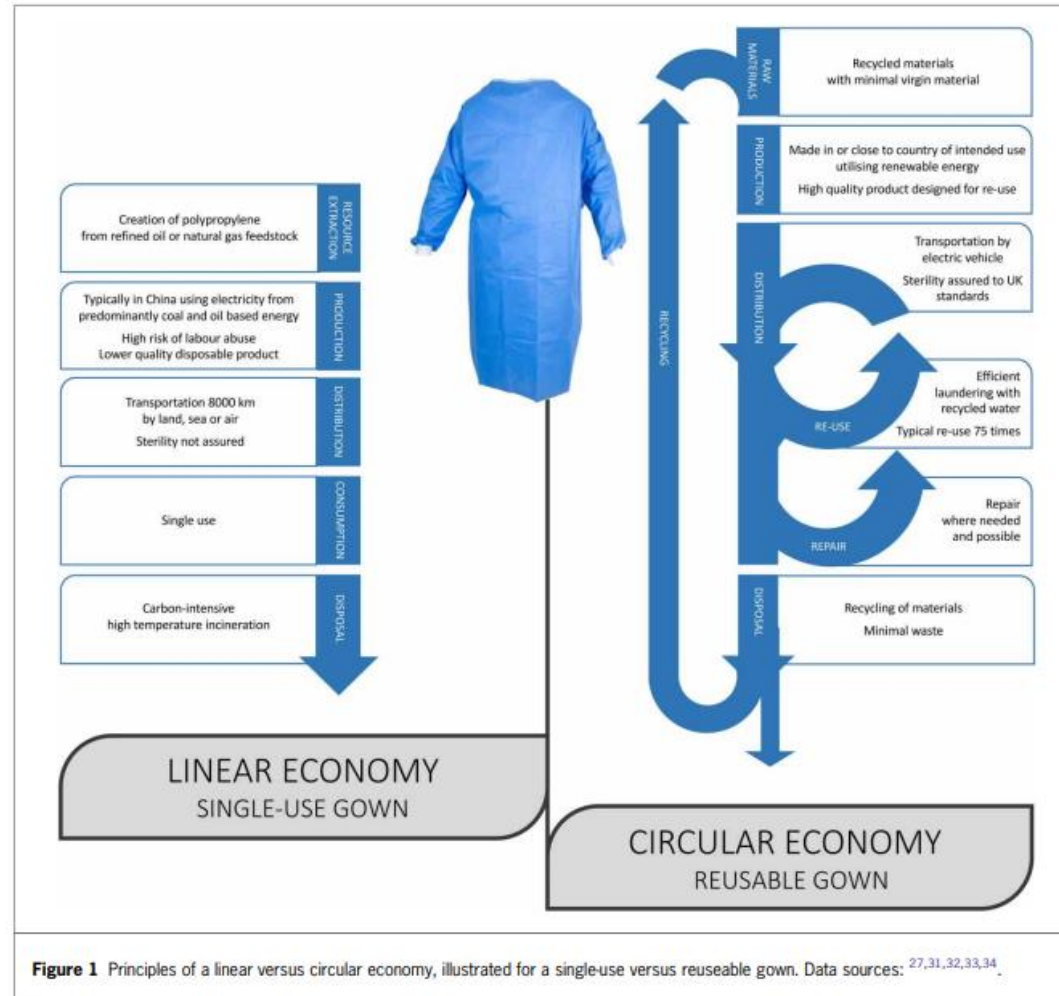 RESOURCE
EXTRACTION
Creation of polypropylene
from refined oil or natural gas feedstock
PRODUCTION
Typically in China using electricity from
predominantly coal and oil based energy
High risk of labour abuse
Lower quality disposable product
DISTRIBUTION
Transportation 8000 km
by land, sea or air
Sterility not assured
CONSUMPTION
Single use
DISPOSAL
Carbon-intensive
high temperature incineration
LINEAR ECONOMY
SINGLE-USE GOWN
RAW
MATERIALS
Recycled materials
with minimal virgin material
PRODUCTION
Made in or close to country of intended use
utilising renewable energy
High quality product designed for re-use
DISTRIBUTION
Transportation by
electric vehicle
Sterility assured to UK
standards
RECYCLING
RE-USE
Efficient
laundering with
recycled water
Typical re-use 75 times
REPAIR
Repair
where needed
and possible
DISPOSAL
Recycling of materials
Minimal waste
CIRCULAR ECONOMY
REUSABLE GOWN
Figure 1 Principles of a linear versus circular economy, illustrated for a single-use versus reuseable gown. Data sources: 27,31,32,33,34.